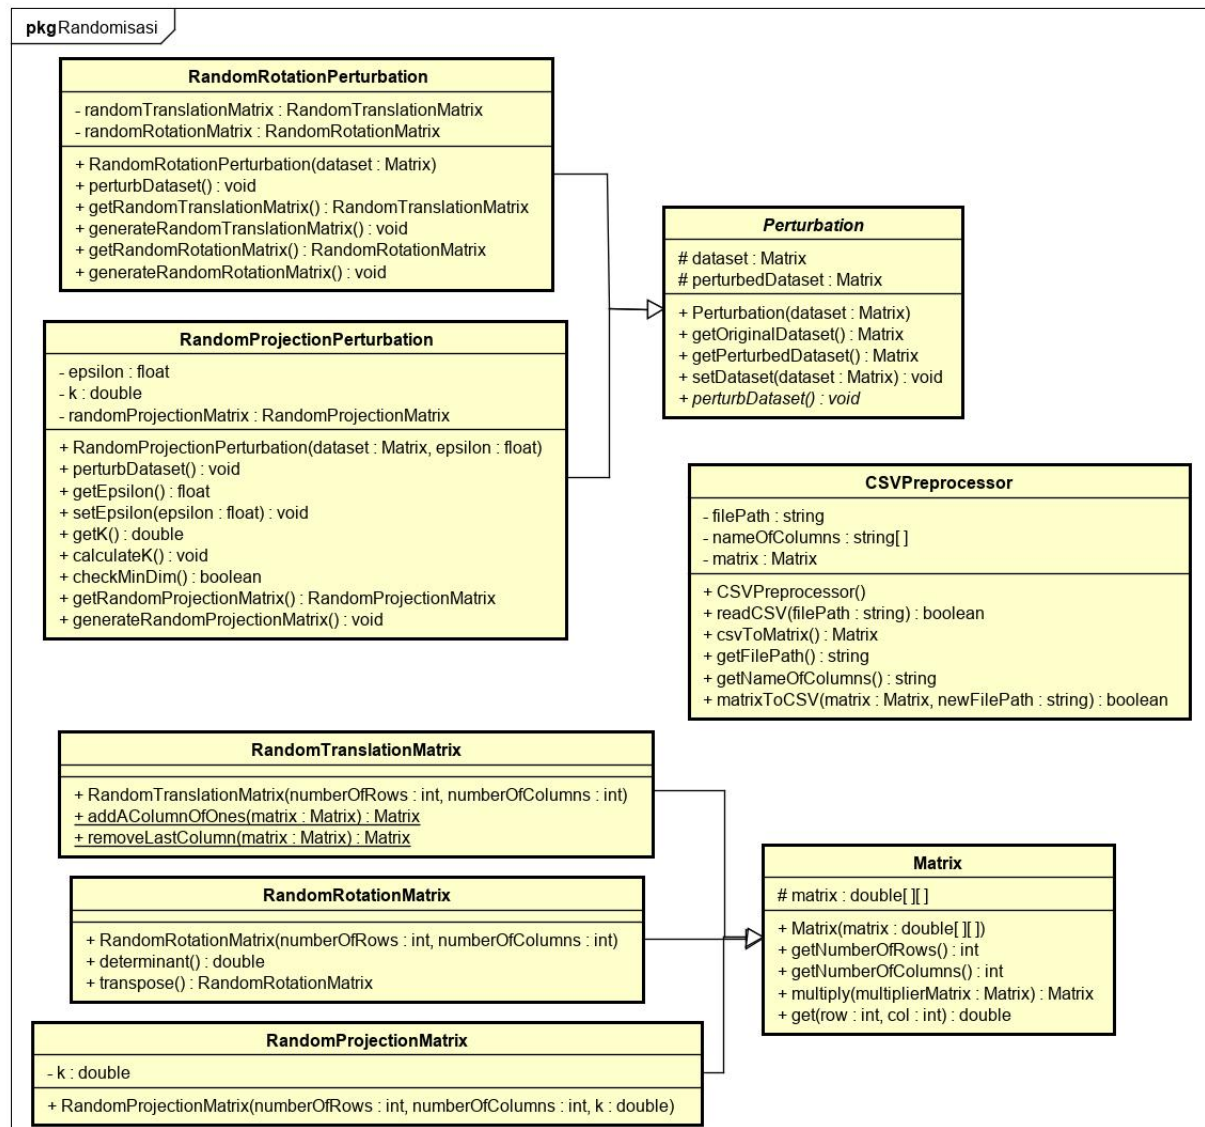 pkg Randomisasi
RandomRotationPerturbation
- randomTranslationMatrix : RandomTranslationMatrix
- randomRotationMatrix : RandomRotationMatrix
+ RandomRotationPerturbation(dataset : Matrix)
+ perturbDataset() : void
+ getRandomTranslationMatrix() : RandomTranslationMatrix
+ generateRandomTranslationMatrix() : void
+ getRandomRotationMatrix() : RandomRotationMatrix
+ generateRandomRotationMatrix() : void
Perturbation
# dataset : Matrix
# perturbedDataset : Matrix
+ Perturbation(dataset : Matrix)
+ getOriginalDataset() : Matrix
+ getPerturbedDataset() : Matrix
+ setDataset(dataset : Matrix) : void
+ perturbDataset() : void
RandomProjectionPerturbation
- epsilon : float
- k : double
- randomProjectionMatrix : RandomProjectionMatrix
+ RandomProjectionPerturbation(dataset : Matrix, epsilon : float)
+ perturbDataset() : void
+ getEpsilon() : float
+ setEpsilon(epsilon : float) : void
+ getK() : double
+ calculateK() : void
+ checkMinDim() : boolean
+ getRandomProjectionMatrix() : RandomProjectionMatrix
+ generateRandomProjectionMatrix() : void
CSVPreprocessor
- filePath : string
- nameOfColumns : string[ ]
- matrix : Matrix
+ CSVPreprocessor()
+ readCSV(filePath : string) : boolean
+ csvToMatrix() : Matrix
+ getFilePath() : string
+ getNameOfColumns() : string
+ matrixToCSV(matrix : Matrix, newFilePath : string) : boolean
RandomTranslationMatrix
+ RandomTranslationMatrix(numberOfRows : int, numberOfColumns : int)
+ addAColumnOfOnes(matrix : Matrix) : Matrix
+ removeLastColumn(matrix : Matrix) : Matrix
RandomRotationMatrix
+ RandomRotationMatrix(numberOfRows : int, numberOfColumns : int)
+ determinant() : double
+ transpose() : RandomRotationMatrix
Matrix
# matrix : double[ ][ ]
+ Matrix(matrix : double[ ][ ])
+ getNumberOfRows() : int
+ getNumberOfColumns() : int
+ multiply(multiplierMatrix : Matrix) : Matrix
+ get(row : int, col : int) : double
RandomProjectionMatrix
- k : double
+ RandomProjectionMatrix(numberOfRows : int, numberOfColumns : int, k : double)